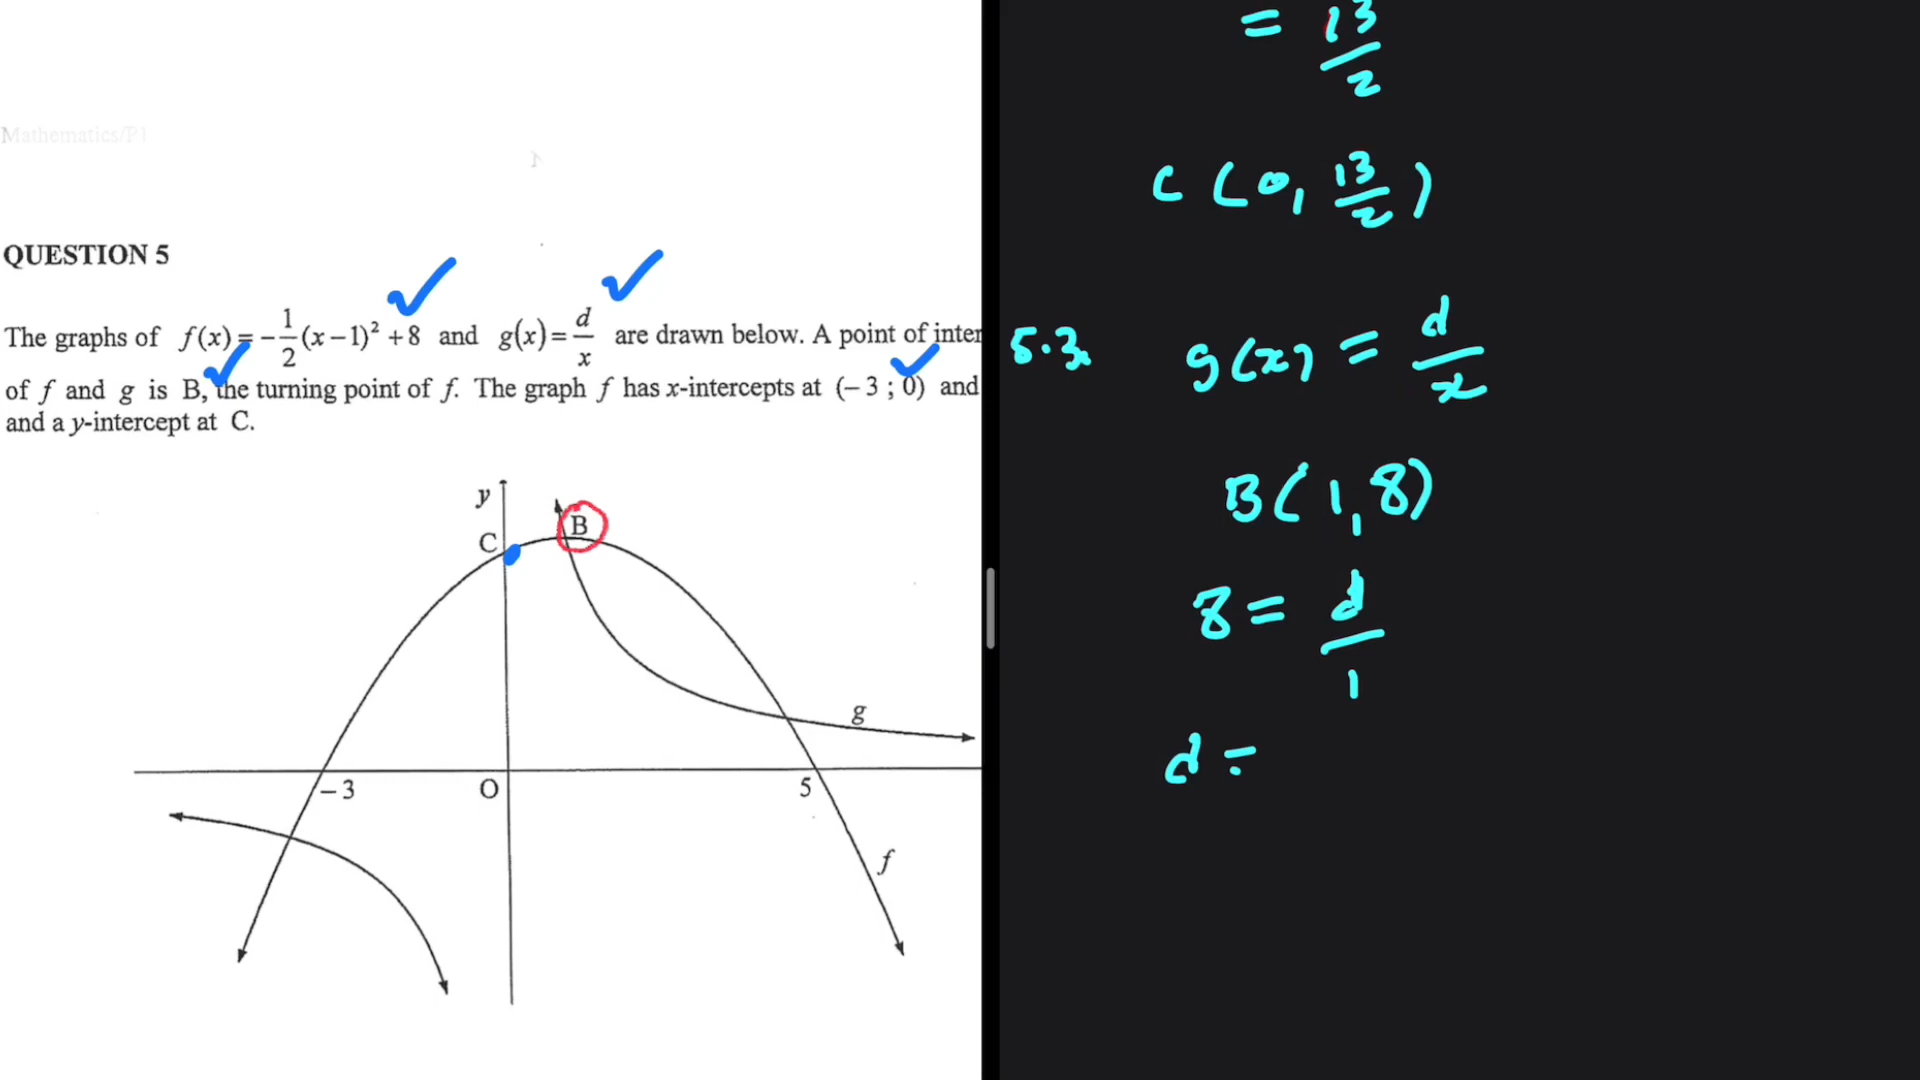 Mathematics/P1
QUESTION 5
The graphs of f(x) = -1/2(x-1)² + 8 and g(x) = d/x are drawn below. A point of inter
of f and g is B, the turning point of f. The graph f has x-intercepts at (– 3 ; 0) and
and a y-intercept at C.
y
C
B
g
– 3
O
5
f
= 13/2
C (0, 13/2)
5.3. g(x) = d/x
B(1,8)
8 = d/1
d =